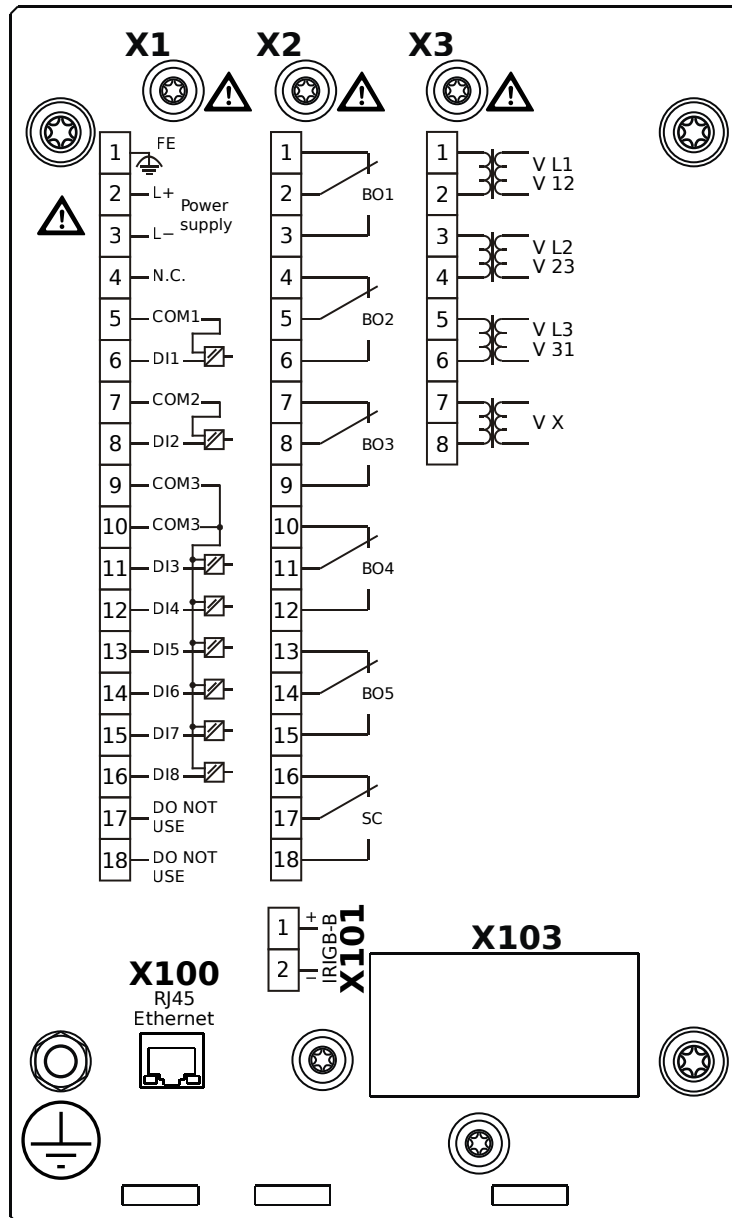 X1
X2
X3
1
FE
2
L+
Power
supply
3
L−
4
N.C.
5
COM1
6
DI1
7
COM2
8
DI2
9
COM3
10
COM3
11
DI3
12
DI4
13
DI5
14
DI6
15
DI7
16
DI8
17
DO NOT
USE
18
DO NOT
USE
1
2
BO1
3
4
5
BO2
6
7
8
BO3
9
10
11
BO4
12
13
14
BO5
15
16
17
SC
18
1
V L1
V 12
2
3
V L2
V 23
4
5
V L3
V 31
6
7
V X
8
1
+
2
−
IRIGB-B
X101
X103
X100
RJ45
Ethernet